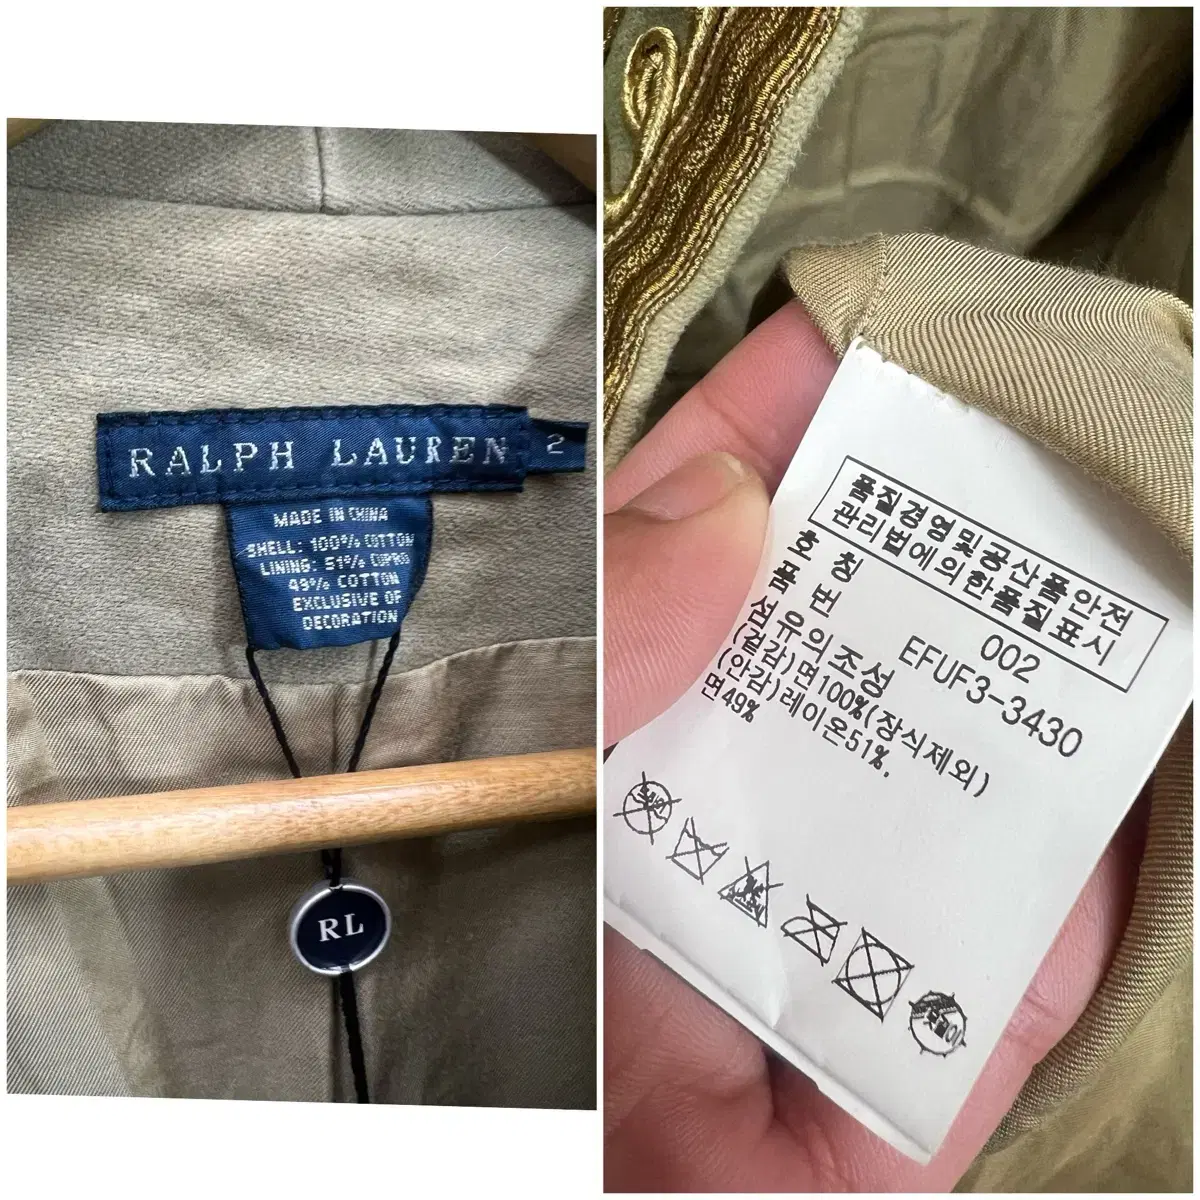 RALPH LAUREN
2
MADE IN CHINA
SHELL: 100% COTTON
LINING: 51% CUPRO
49% COTTON
EXCLUSIVE OF
DECORATION
RL
품질경영및공산품안전
관리법에의한품질표시
호 칭 002
품 번 EFUF3-3430
섬유의조성
(겉감)면100%(장식제외)
(안감)레이온51%.
면49%
옷걸이